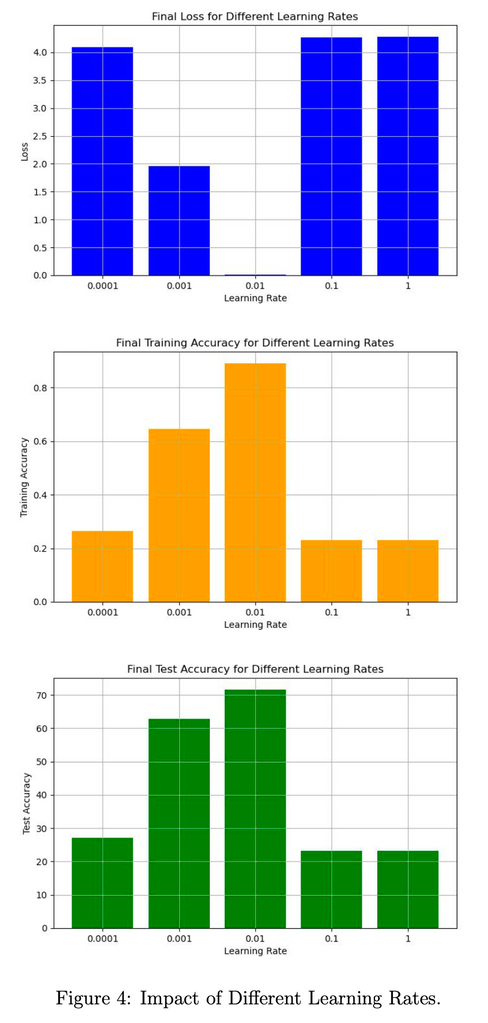 Final Loss for Different Learning Rates
4.0
3.5
3.0
2.5
2.0
1.5
1.0
0.5
0.0
Loss
0.0001 0.001 0.01 0.1 1
Learning Rate
Final Training Accuracy for Different Learning Rates
0.8
0.6
0.4
0.2
0.0
Training Accuracy
0.0001 0.001 0.01 0.1 1
Learning Rate
Final Test Accuracy for Different Learning Rates
70
60
50
40
30
20
10
0
Test Accuracy
0.0001 0.001 0.01 0.1 1
Learning Rate
Figure 4: Impact of Different Learning Rates.